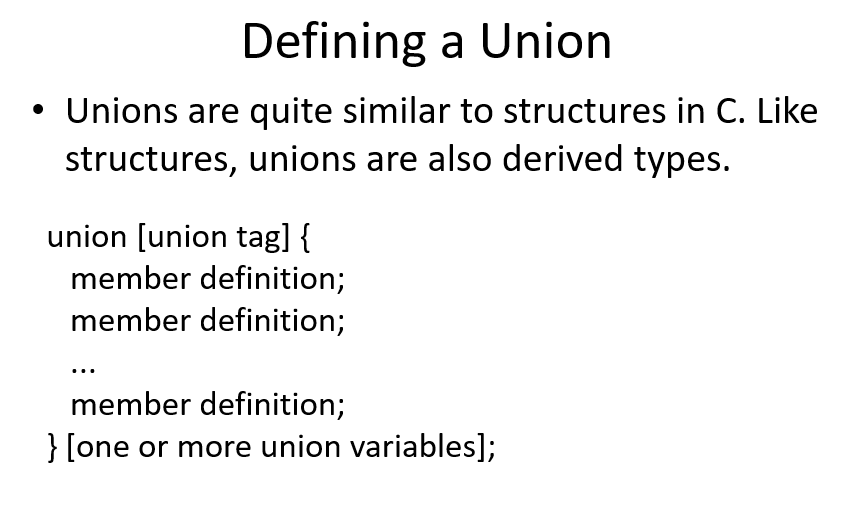 Defining a Union
• Unions are quite similar to structures in C. Like
structures, unions are also derived types.
union [union tag] {
member definition;
member definition;
...
member definition;
} [one or more union variables];